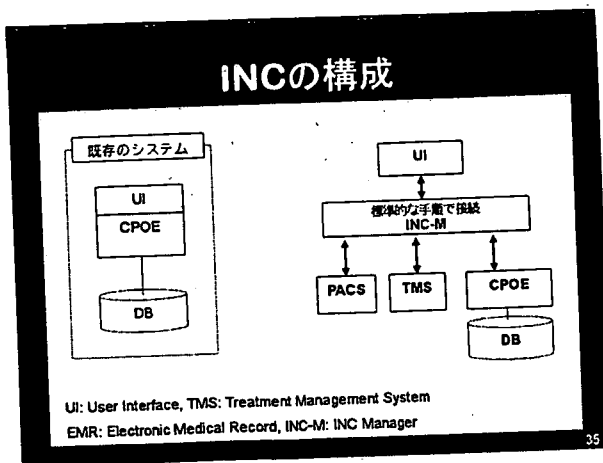 INCの構成
既存のシステム
UI
CPOE
DB
UI
標準的な手順で接続
INC-M
PACS
TMS
CPOE
DB
UI: User Interface, TMS: Treatment Management System
EMR: Electronic Medical Record, INC-M: INC Manager
35